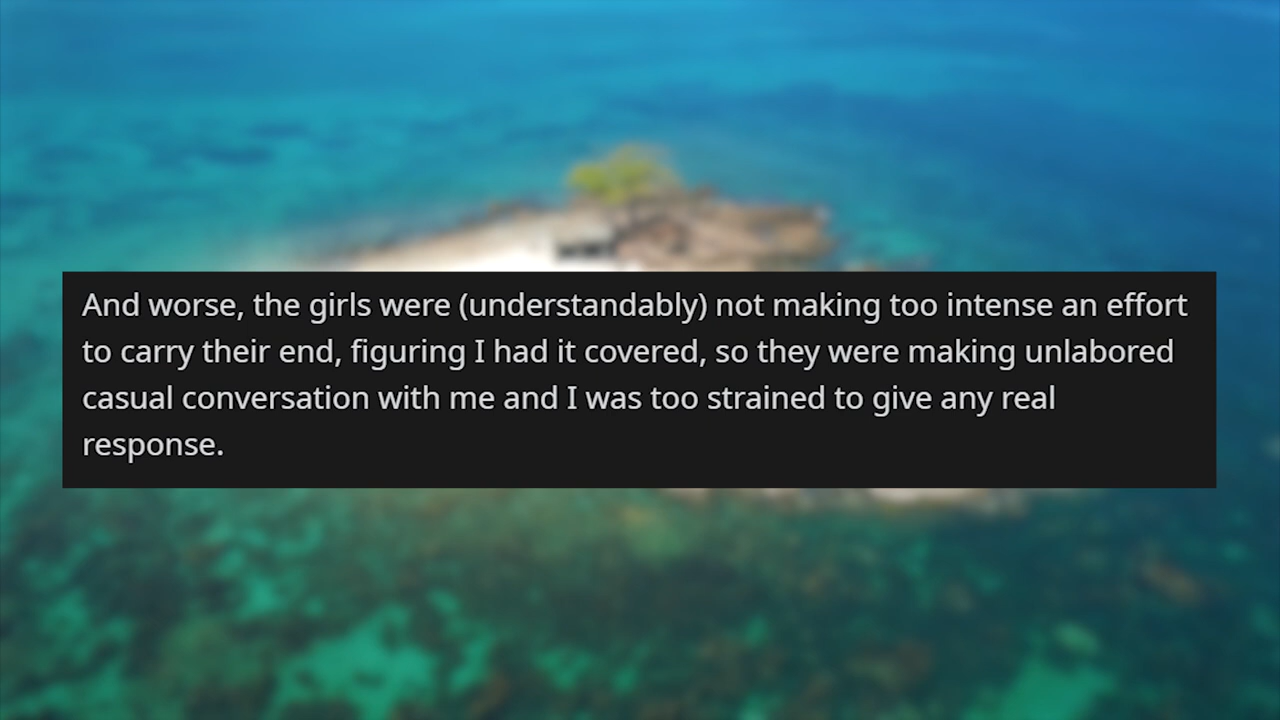 And worse, the girls were (understandably) not making too intense an effort
to carry their end, figuring I had it covered, so they were making unlabored
casual conversation with me and I was too strained to give any real
response.